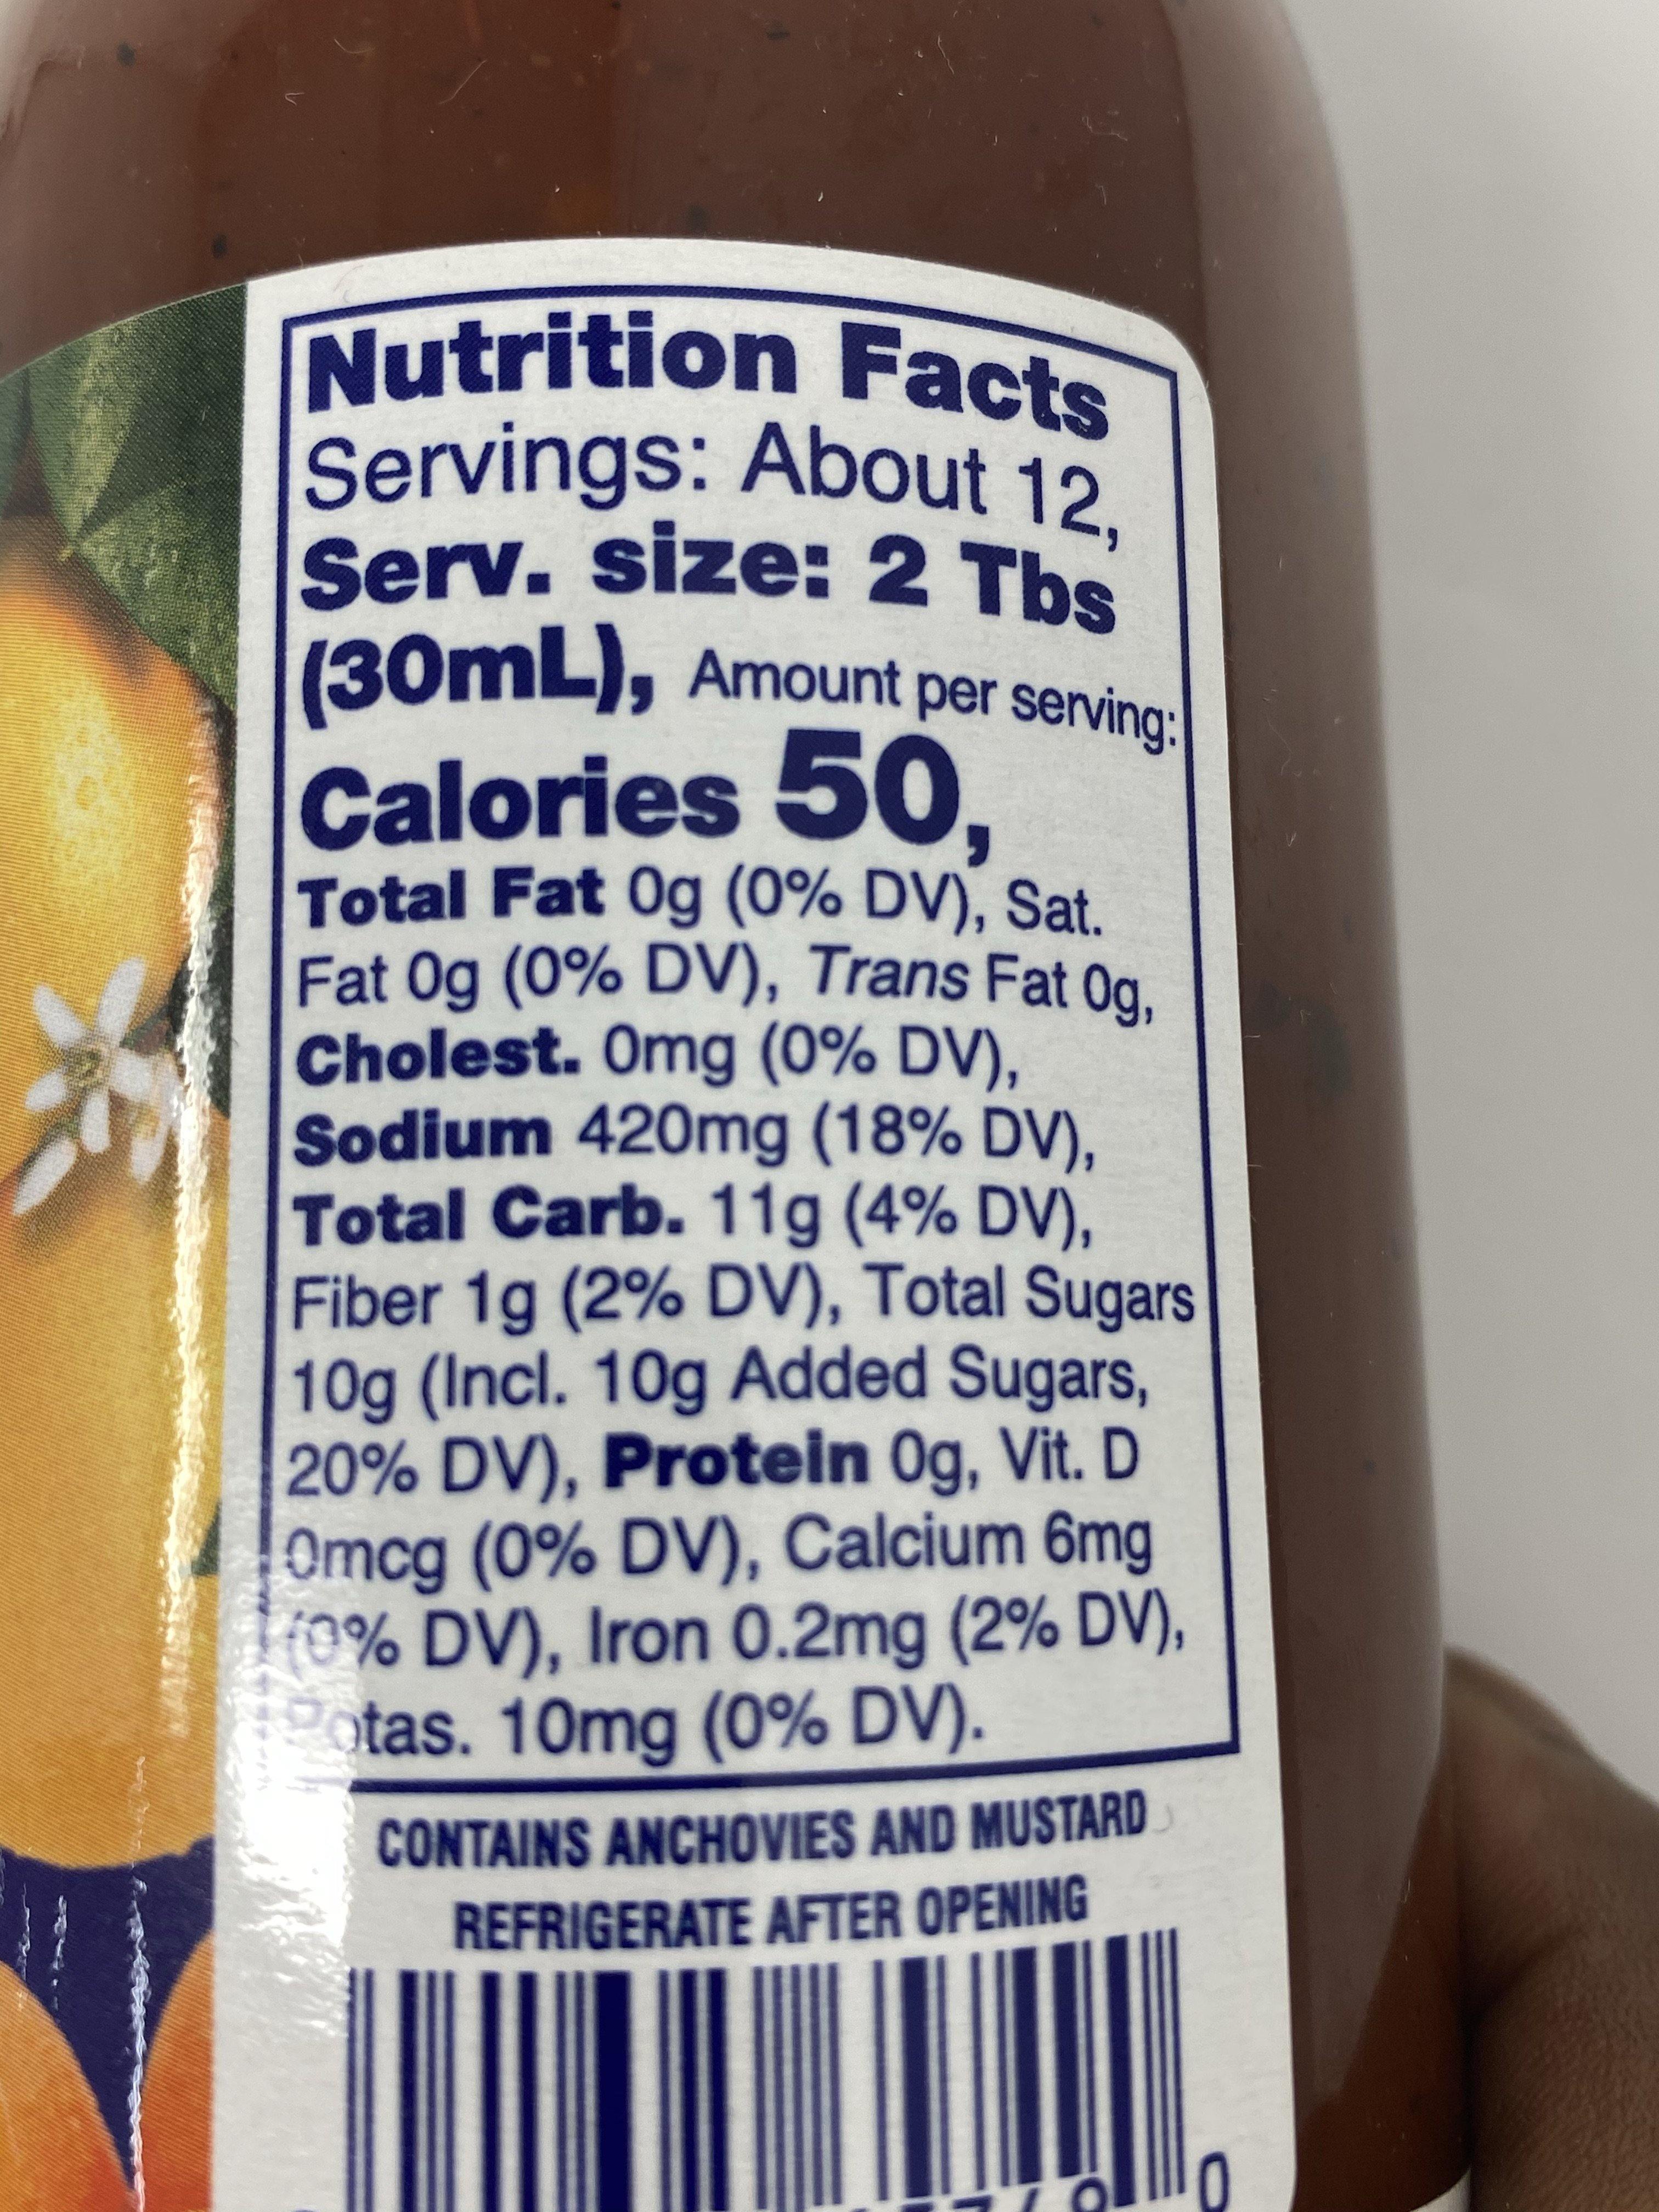 Nutrition Facts
Servings: About 12,
Serv. size: 2 Tbs
(30mL), Amount per serving:
Calories 50,
Total Fat 0g (0% DV), Sat.
Fat 0g (0% DV), Trans Fat 0g,
Cholest. 0mg (0% DV),
Sodium 420mg (18% DV),
Total Carb. 11g (4% DV),
Fiber 1g (2% DV), Total Sugars
10g (Incl. 10g Added Sugars,
20% DV), Protein 0g, Vit. D
0mcg (0% DV), Calcium 6mg
(0% DV), Iron 0.2mg (2% DV),
Potas. 10mg (0% DV).
CONTAINS ANCHOVIES AND MUSTARD
REFRIGERATE AFTER OPENING
0